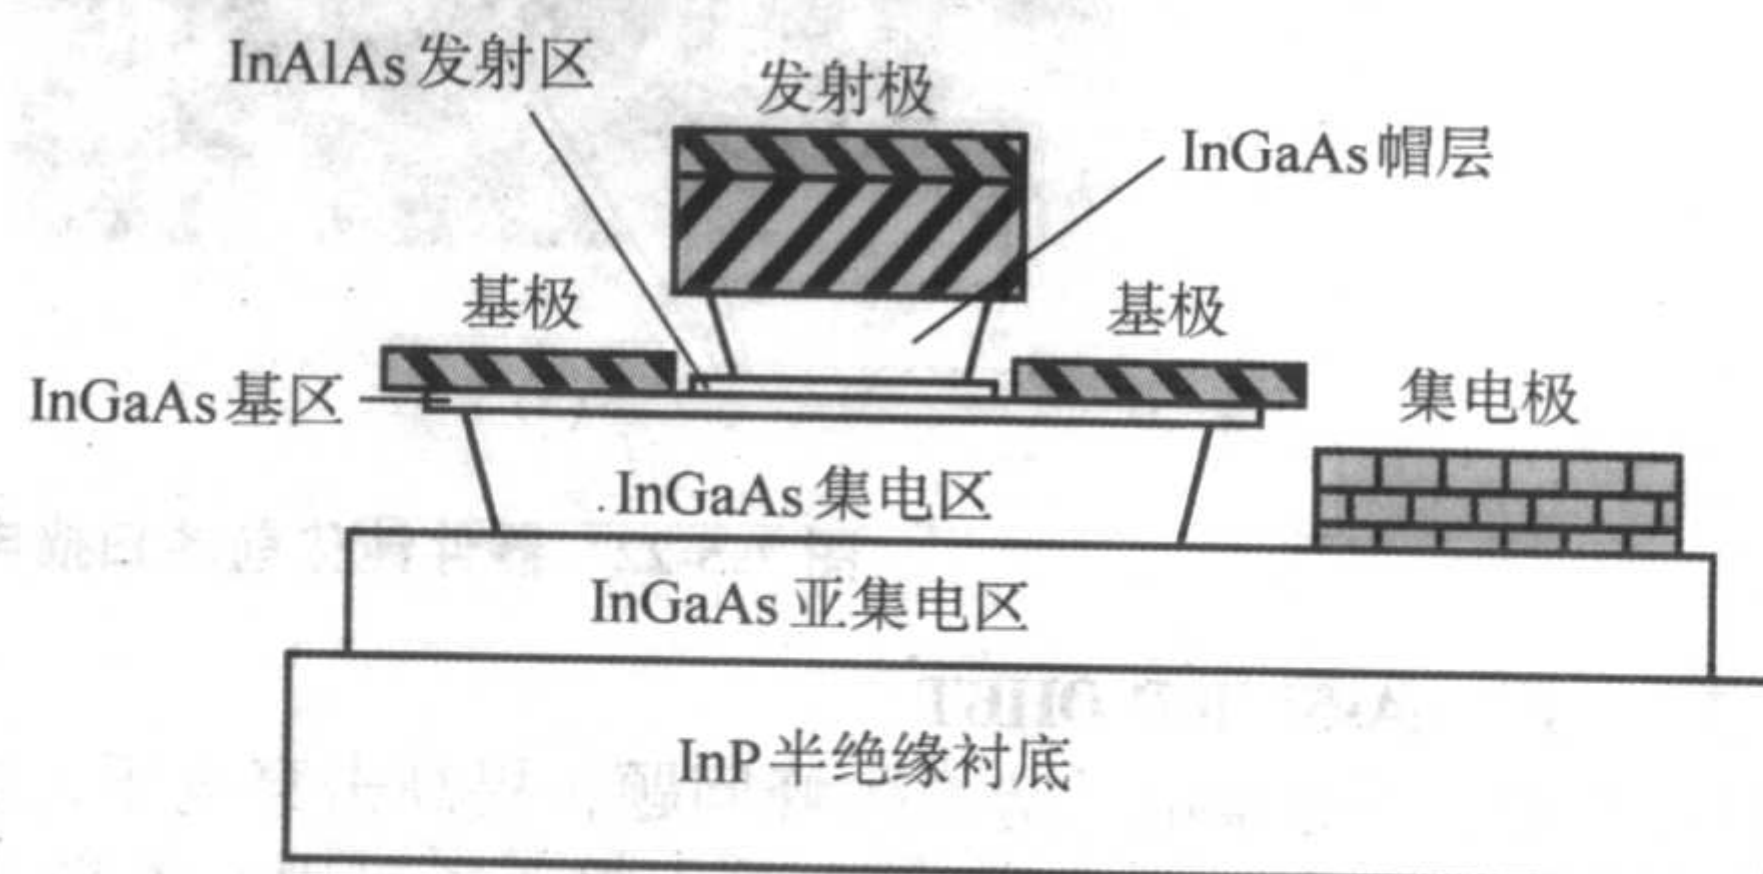 InAlAs发射区
发射极
InGaAs帽层
基极
基极
InGaAs基区
集电极
InGaAs集电区
InGaAs亚集电区
InP半绝缘衬底